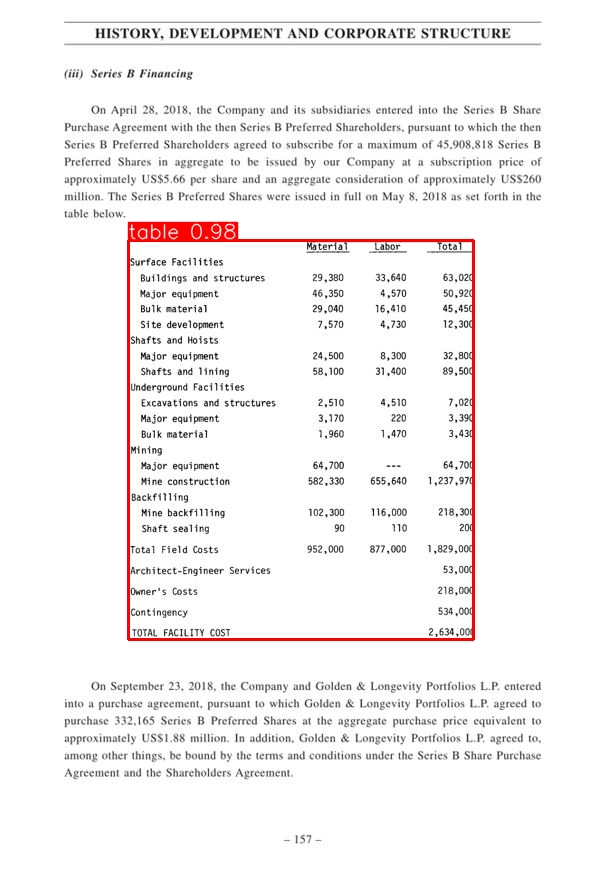 HISTORY, DEVELOPMENT AND CORPORATE STRUCTURE
(iii) Series B Financing
On April 28, 2018, the Company and its subsidiaries entered into the Series B Share
Purchase Agreement with the then Series B Preferred Shareholders, pursuant to which the then
Series B Preferred Shareholders agreed to subscribe for a maximum of 45,908,818 Series B
Preferred Shares in aggregate to be issued by our Company at a subscription price of
approximately US$5.66 per share and an aggregate consideration of approximately US$260
million. The Series B Preferred Shares were issued in full on May 8, 2018 as set forth in the
table below.
table 0.98
Material Labor Total
Surface Facilities
Buildings and structures 29,380 33,640 63,020
Major equipment 46,350 4,570 50,920
Bulk material 29,040 16,410 45,450
Site development 7,570 4,730 12,300
Shafts and Hoists
Major equipment 24,500 8,300 32,800
Shafts and lining 58,100 31,400 89,500
Underground Facilities
Excavations and structures 2,510 4,510 7,020
Major equipment 3,170 220 3,390
Bulk material 1,960 1,470 3,430
Mining
Major equipment 64,700 --- 64,700
Mine construction 582,330 655,640 1,237,970
Backfilling
Mine backfilling 102,300 116,000 218,300
Shaft sealing 90 110 200
Total Field Costs 952,000 877,000 1,829,000
Architect-Engineer Services 53,000
Owner's Costs 218,000
Contingency 534,000
TOTAL FACILITY COST 2,634,000
On September 23, 2018, the Company and Golden & Longevity Portfolios L.P. entered
into a purchase agreement, pursuant to which Golden & Longevity Portfolios L.P. agreed to
purchase 332,165 Series B Preferred Shares at the aggregate purchase price equivalent to
approximately US$1.88 million. In addition, Golden & Longevity Portfolios L.P. agreed to,
among other things, be bound by the terms and conditions under the Series B Share Purchase
Agreement and the Shareholders Agreement.
– 157 –